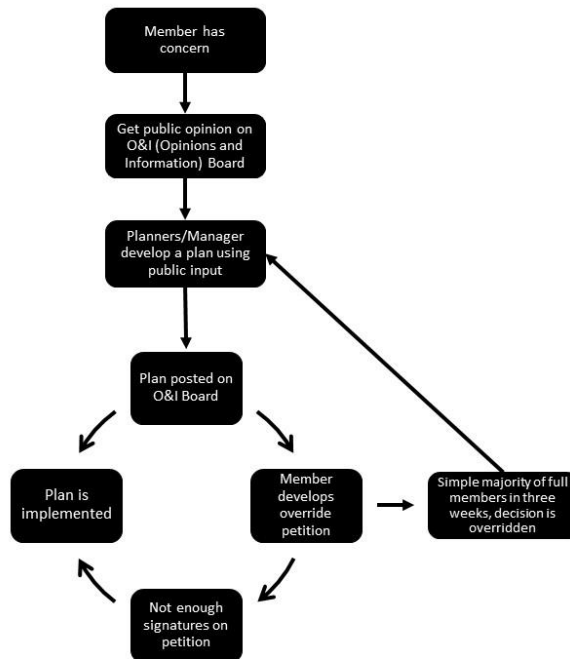 Member has
concern
Get public opinion on
O&I (Opinions and
Information) Board
Planners/Manager
develop a plan using
public input
Plan posted on
O&I Board
Plan is
implemented
Member
develops
override
petition
Simple majority of full
members in three
weeks, decision is
overridden
Not enough
signatures on
petition